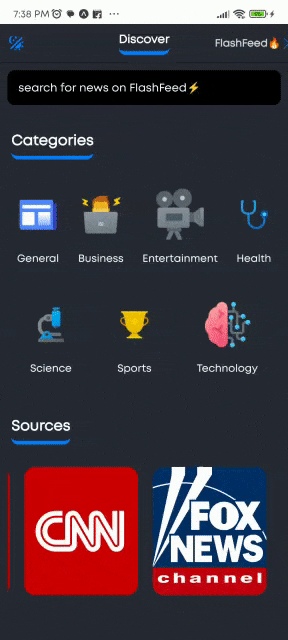 7:38 PM
Discover
FlashFeed🔥
search for news on FlashFeed⚡
Categories
General
Business
Entertainment
Health
Science
Sports
Technology
Sources
CNN
FOX
NEWS
channel